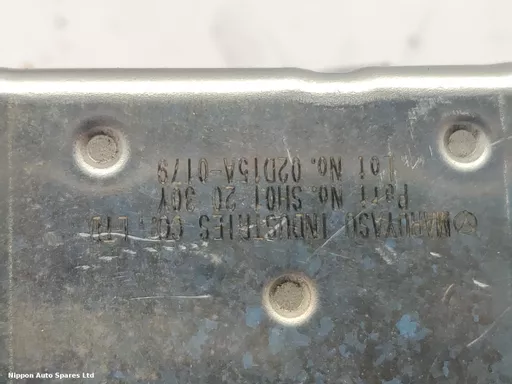 MARUYASU INDUSTRIES CO., LTD
Part No. SH01 20 30Y
Lot No. 02D15A-0179
Nippon Auto Spares Ltd